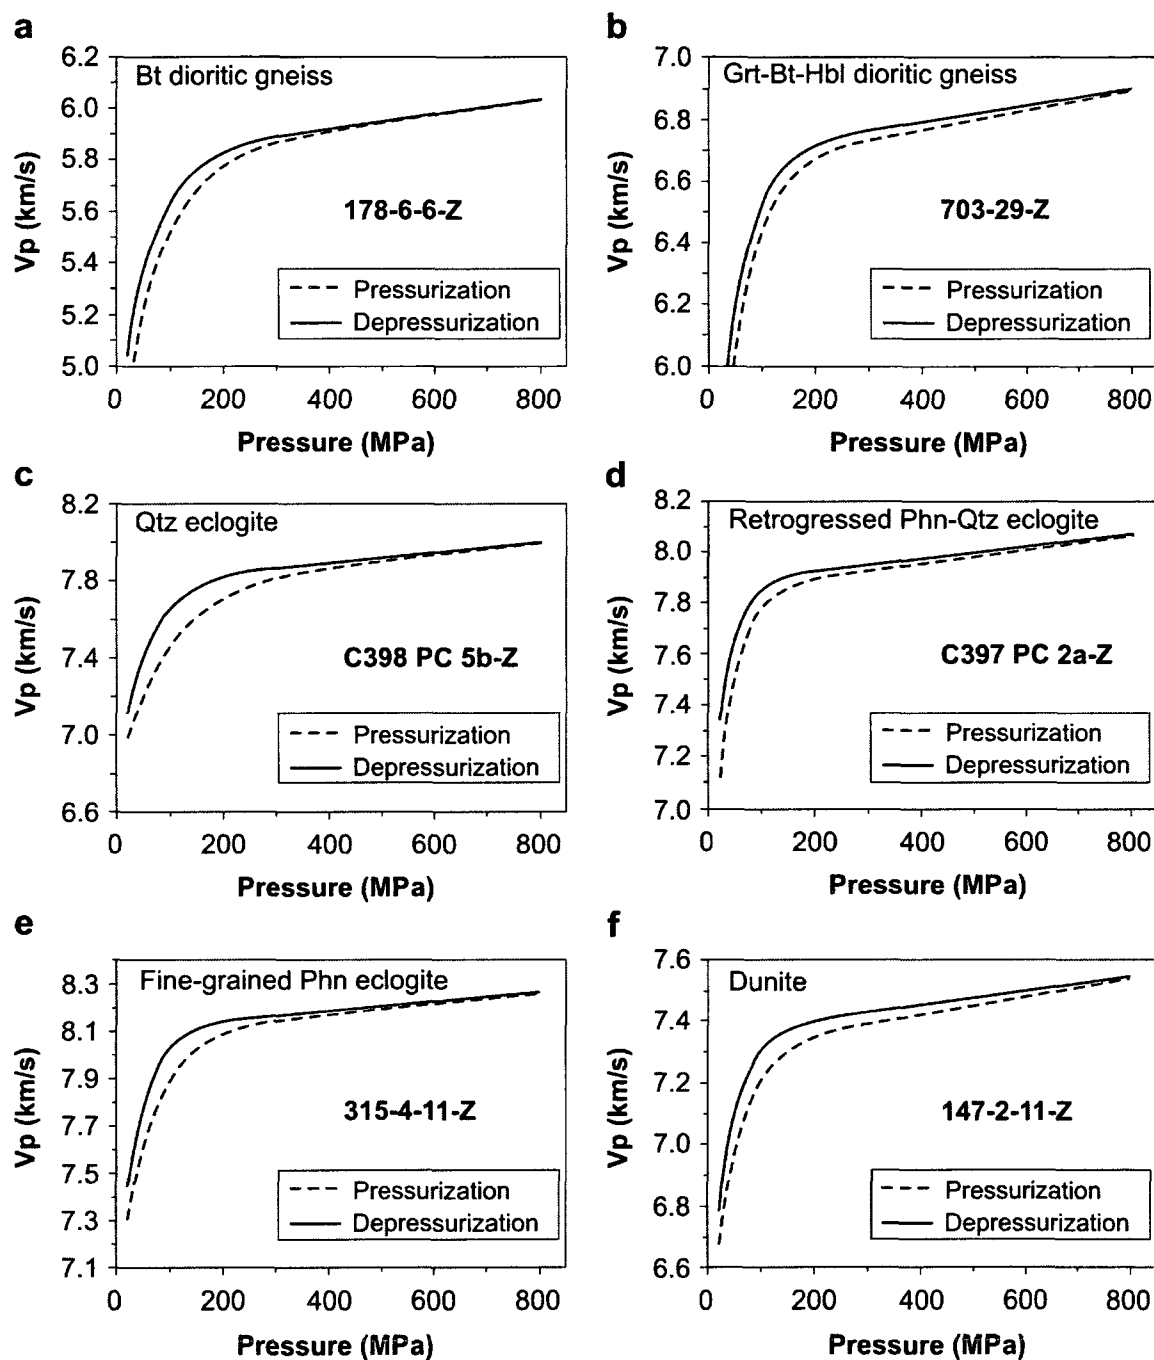 a
6.2
6.0
5.8
5.6
5.4
5.2
5.0
Vp (km/s)
Bt dioritic gneiss
178-6-6-Z
Pressurization
Depressurization
0 200 400 600 800
Pressure (MPa)
b
7.0
6.8
6.6
6.4
6.2
6.0
Vp (km/s)
Grt-Bt-Hbl dioritic gneiss
703-29-Z
Pressurization
Depressurization
0 200 400 600 800
Pressure (MPa)
c
8.2
7.8
7.4
7.0
6.6
Vp (km/s)
Qtz eclogite
C398 PC 5b-Z
Pressurization
Depressurization
0 200 400 600 800
Pressure (MPa)
d
8.2
8.0
7.8
7.6
7.4
7.2
7.0
Vp (km/s)
Retrogressed Phn-Qtz eclogite
C397 PC 2a-Z
Pressurization
Depressurization
0 200 400 600 800
Pressure (MPa)
e
8.3
8.1
7.9
7.7
7.5
7.3
7.1
Vp (km/s)
Fine-grained Phn eclogite
315-4-11-Z
Pressurization
Depressurization
0 200 400 600 800
Pressure (MPa)
f
7.6
7.4
7.2
7.0
6.8
6.6
Vp (km/s)
Dunite
147-2-11-Z
Pressurization
Depressurization
0 200 400 600 800
Pressure (MPa)